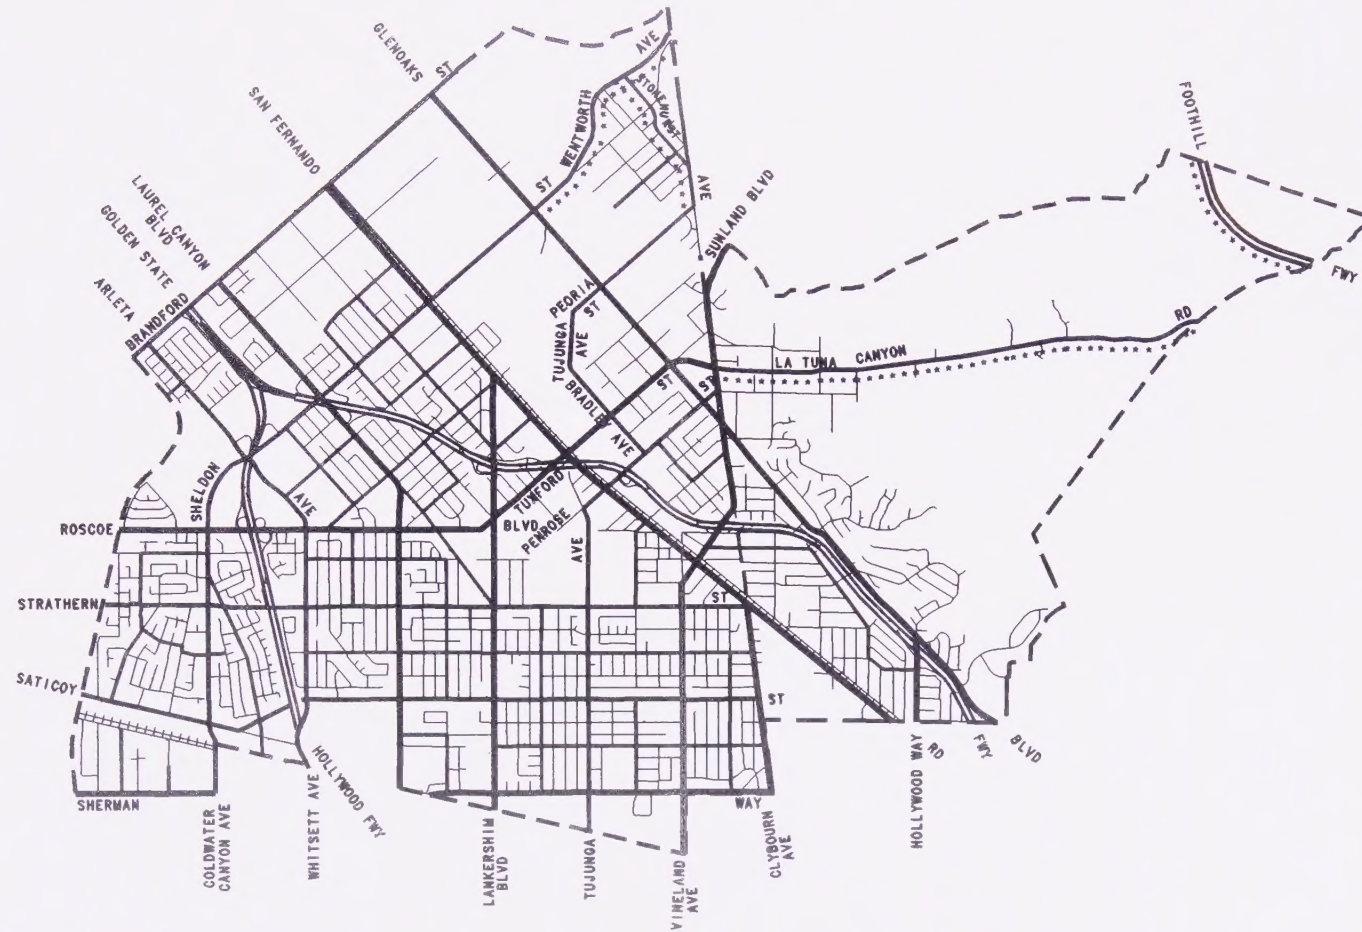 GLENOAKS
ST
AVE
SAN FERNANDO
WENTWORTH
ST
STONEHURST
AVE
FOOTHILL
FWY
LAUREL CANYON
BLVD
GOLDEN STATE
ARLETA
BRANDFORD
SUNLAND BLVD
PEORIA
ST
TUJUNGA
AVE
LA TUNA CANYON
RD
ST
ST
BRADLEY AVE
SHELDON
AVE
ROSCOE
BLVD
TUXFORD
PENROSE
AVE
STRATHERN
ST
SATICOY
ST
SHERMAN
WAY
COLDWATER
CANYON AVE
WHITSETT AVE
HOLLYWOOD FWY
LANKERSHIM
BLVD
TUJUNGA
VINELAND
AVE
CLYBOURN
AVE
HOLLYWOOD WAY
RD
FWY
BLVD